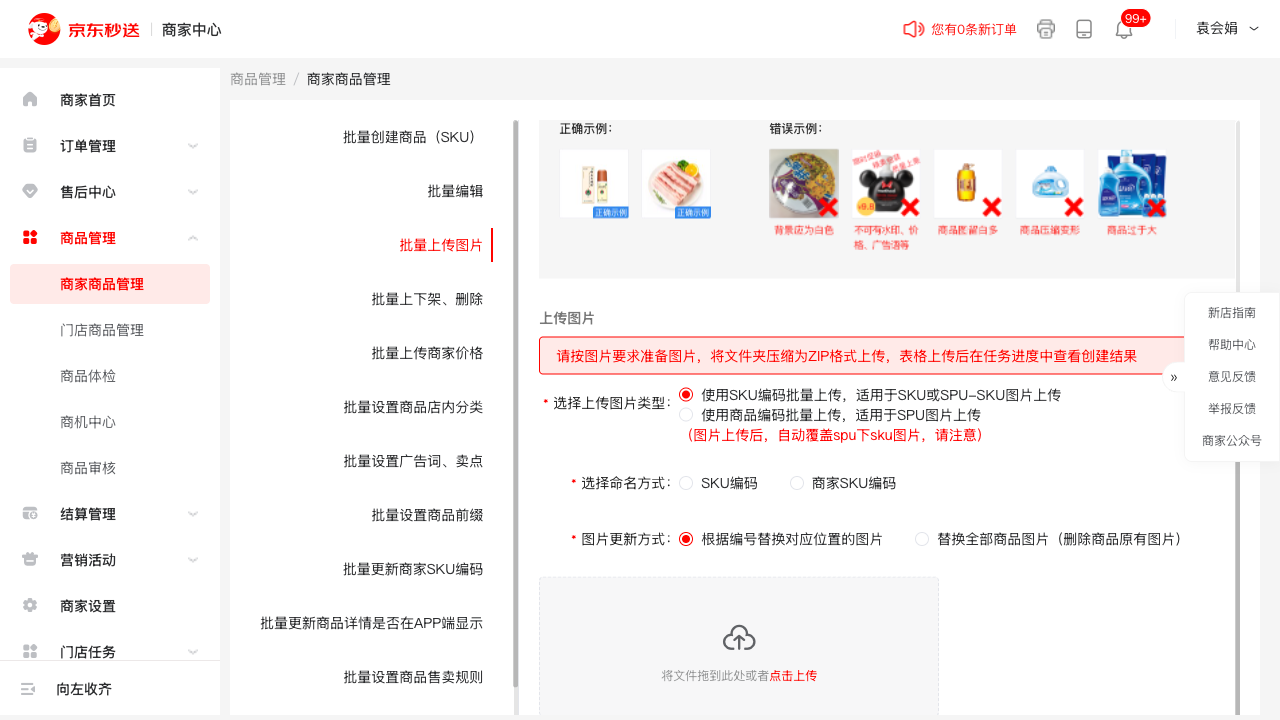 京东秒送
商家中心
您有0条新订单
99+
袁会娟
商家首页
订单管理
售后中心
商品管理
商家商品管理
门店商品管理
商品体检
商机中心
商品审核
结算管理
营销活动
商家设置
门店任务
向左收齐
商品管理 / 商家商品管理
批量创建商品（SKU）
批量编辑
批量上传图片
批量上下架、删除
批量上传商家价格
批量设置商品店内分类
批量设置广告词、卖点
批量设置商品前缀
批量更新商家SKU编码
批量更新商品详情是否在APP端显示
批量设置商品售卖规则
正确示例：
错误示例：
正确示例
正确示例
背景应为白色
不可有水印、价
格、广告语等
商品图留白多
商品压缩变形
商品过于大
上传图片
请按图片要求准备图片，将文件夹压缩为ZIP格式上传，表格上传后在任务进度中查看创建结果
* 选择上传图片类型：
使用SKU编码批量上传，适用于SKU或SPU-SKU图片上传
使用商品编码批量上传，适用于SPU图片上传
（图片上传后，自动覆盖spu下sku图片，请注意）
* 选择命名方式：
SKU编码
商家SKU编码
* 图片更新方式：
根据编号替换对应位置的图片
替换全部商品图片（删除商品原有图片）
将文件拖到此处或者点击上传
»
新店指南
帮助中心
意见反馈
举报反馈
商家公众号